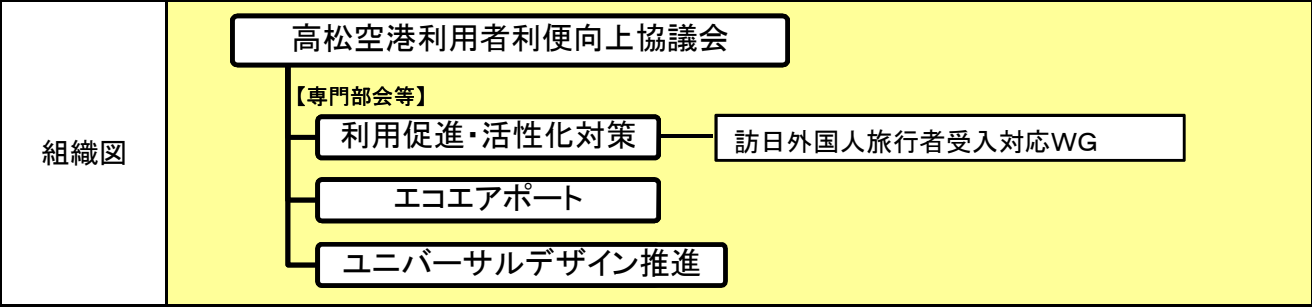 組織図
高松空港利用者利便向上協議会
【専門部会等】
利用促進・活性化対策
訪日外国人旅行者受入対応WG
エコエアポート
ユニバーサルデザイン推進